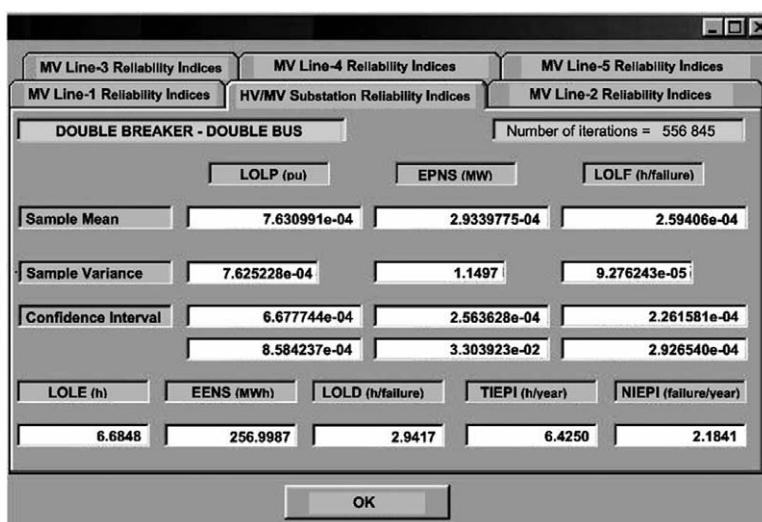 MV Line-3 Reliability Indices MV Line-4 Reliability Indices MV Line-5 Reliability Indices
MV Line-1 Reliability Indices HV/MV Substation Reliability Indices MV Line-2 Reliability Indices
DOUBLE BREAKER - DOUBLE BUS Number of iterations = 556 845
LOLP (pu) EPNS (MW) LOLF (h/failure)
Sample Mean 7.630991e-04 2.9339775-04 2.59406e-04
Sample Variance 7.625228e-04 1.1497 9.276243e-05
Confidence Interval 6.677744e-04 2.563628e-04 2.261581e-04
8.584237e-04 3.303923e-02 2.926540e-04
LOLE (h) EENS (MWh) LOLD (h/failure) TIEPI (h/year) NIEPI (failure/year)
6.6848 256.9987 2.9417 6.4250 2.1841
OK